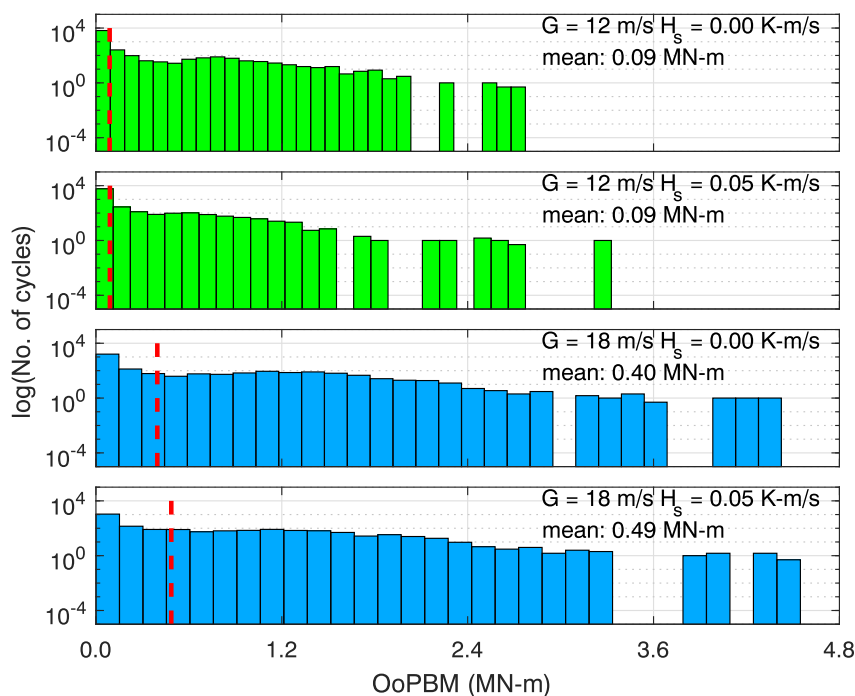 10^4
10^0
10^-4
G = 12 m/s H_s = 0.00 K-m/s
mean: 0.09 MN-m
10^4
10^0
10^-4
G = 12 m/s H_s = 0.05 K-m/s
mean: 0.09 MN-m
10^4
10^0
10^-4
G = 18 m/s H_s = 0.00 K-m/s
mean: 0.40 MN-m
10^4
10^0
10^-4
G = 18 m/s H_s = 0.05 K-m/s
mean: 0.49 MN-m
log(No. of cycles)
0.0 1.2 2.4 3.6 4.8
OoPBM (MN-m)